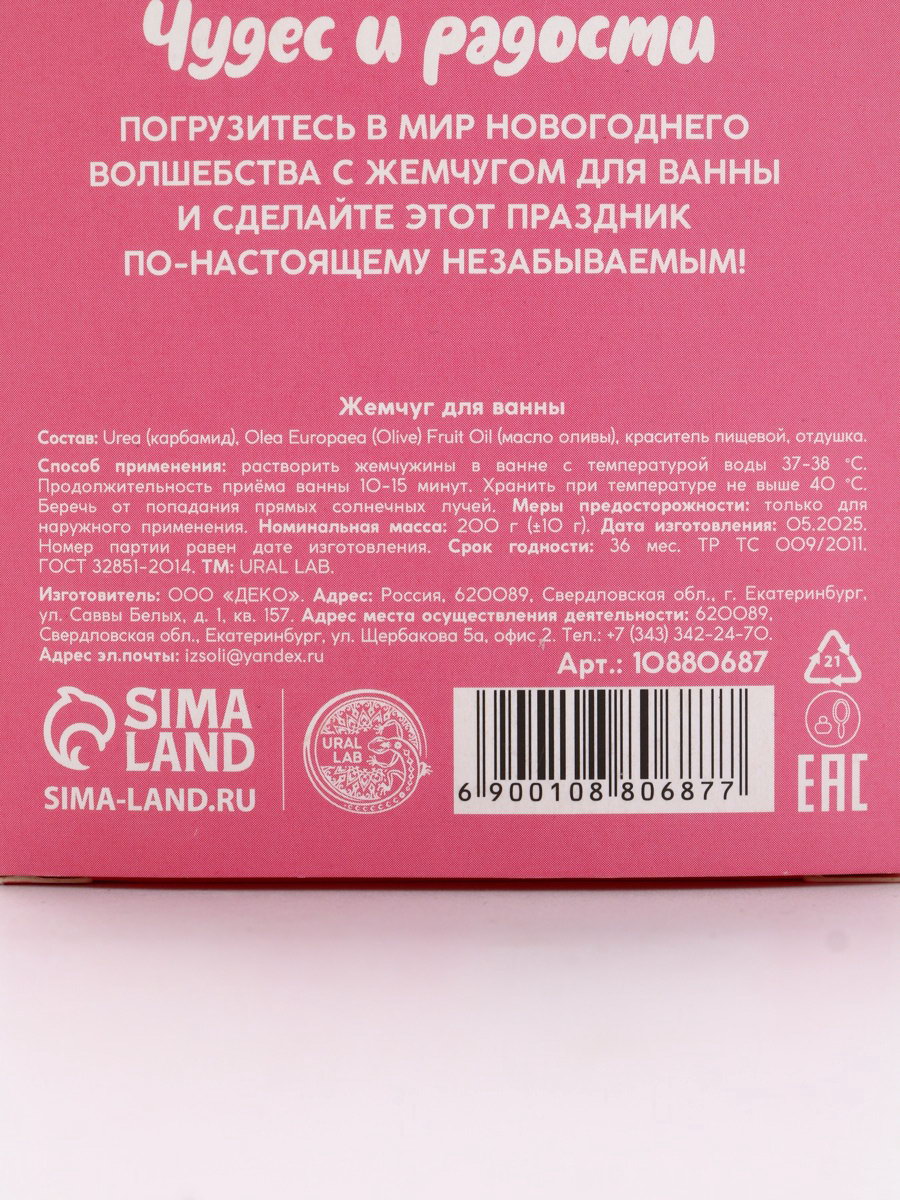 Чудес и радости
ПОГРУЗИТЕСЬ В МИР НОВОГОДНЕГО
ВОЛШЕБСТВА С ЖЕМЧУГОМ ДЛЯ ВАННЫ
И СДЕЛАЙТЕ ЭТОТ ПРАЗДНИК
ПО-НАСТОЯЩЕМУ НЕЗАБЫВАЕМЫМ!
Жемчуг для ванны
Состав: Urea (карбамид), Olea Europaea (Olive) Fruit Oil (масло оливы), краситель пищевой, отдушка.
Способ применения: растворить жемчужины в ванне с температурой воды 37-38 °C.
Продолжительность приёма ванны 10-15 минут. Хранить при температуре не выше 40 °C.
Беречь от попадания прямых солнечных лучей. Меры предосторожности: только для
наружного применения. Номинальная масса: 200 г (±10 г). Дата изготовления: 05.2025.
Номер партии равен дате изготовления. Срок годности: 36 мес. ТР ТС 009/2011.
ГОСТ 32851-2014. ТМ: URAL LAB.
Изготовитель: ООО «ДЕКО». Адрес: Россия, 620089, Свердловская обл., г. Екатеринбург,
ул. Саввы Белых, д. 1, кв. 157. Адрес места осуществления деятельности: 620089,
Свердловская обл., Екатеринбург, ул. Щербакова 5а, офис 2. Тел.: +7 (343) 342-24-70.
Адрес эл.почты: izsoli@yandex.ru
Арт.: 10880687
21
SIMA
LAND
SIMA-LAND.RU
URAL
LAB
6 900108 806877
EAC